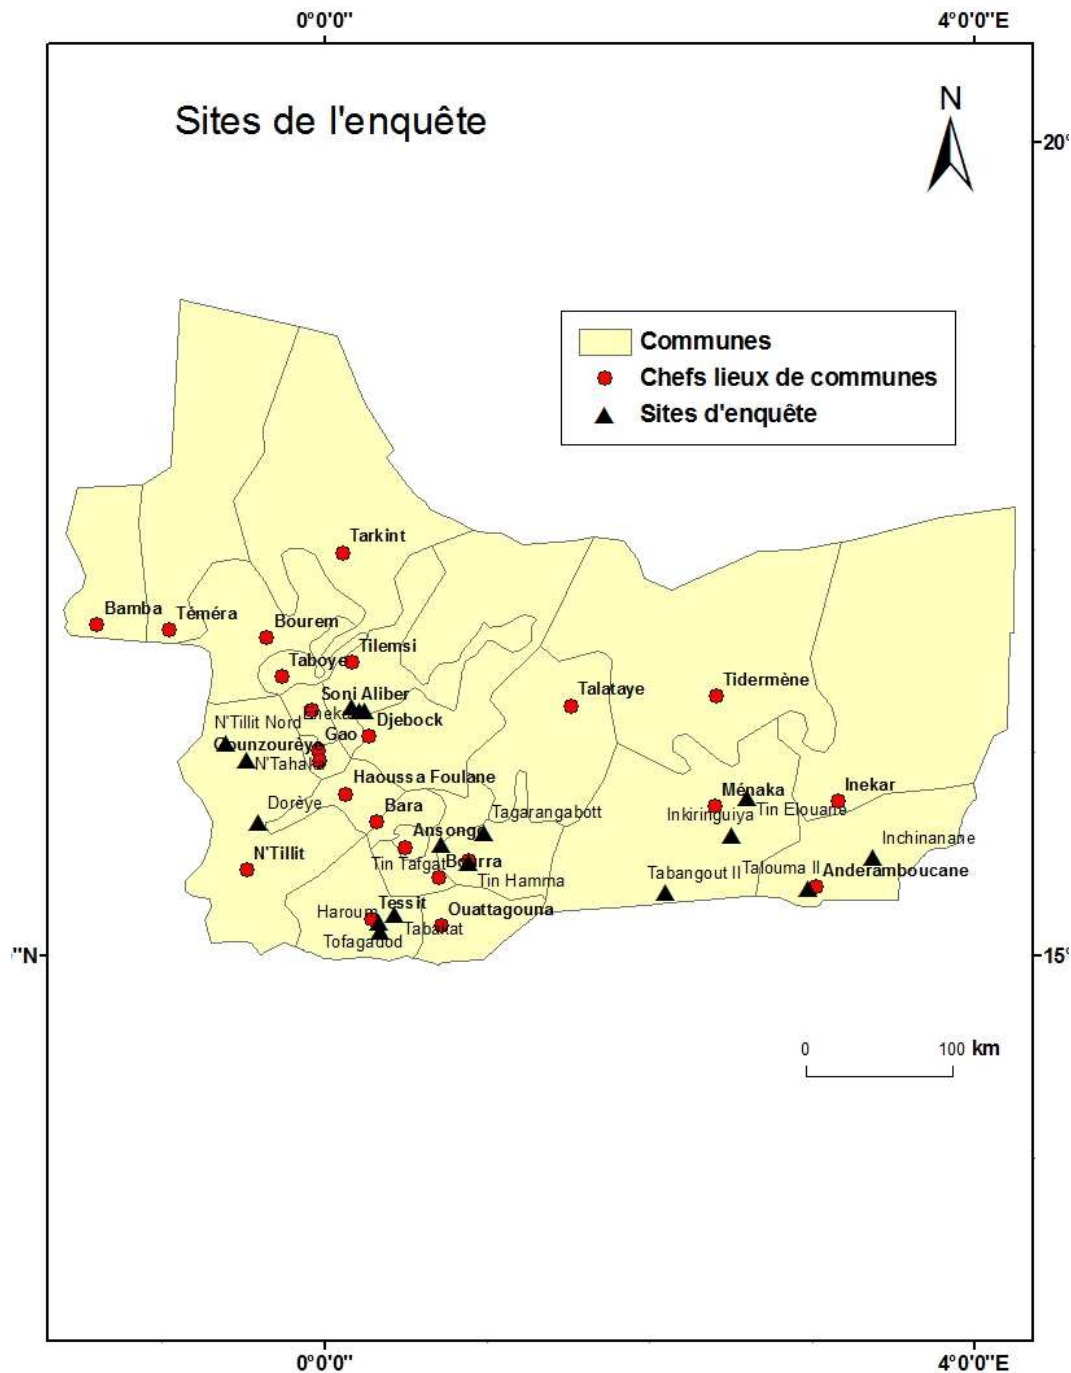 0°0'0"
4°0'0"E
Sites de l'enquête
N
20°
Communes
Chefs lieux de communes
Sites d'enquête
Tarkint
Bamba
Téméra
Bourem
Tilemsi
Taboye
Talataye
Tidermène
Soni Aliber
N'Tillit Nord
Djebock
Gao
Gounzourèye
N'Tahaka
Haoussa Foulane
Dorèye
Bara
Tagarangabott
Ménaka
Inekar
Inkiringuiya
Tin Elouane
Ansongo
Inchinanane
N'Tillit
Tin Tafgat
Bourra
Tabangout II
Talouma II
Anderamboucane
Tin Hamma
Haroum
Tessit
Ouattagouna
Tabakat
Tofagadod
"N
15°
0
100 km
0°0'0"
4°0'0"E